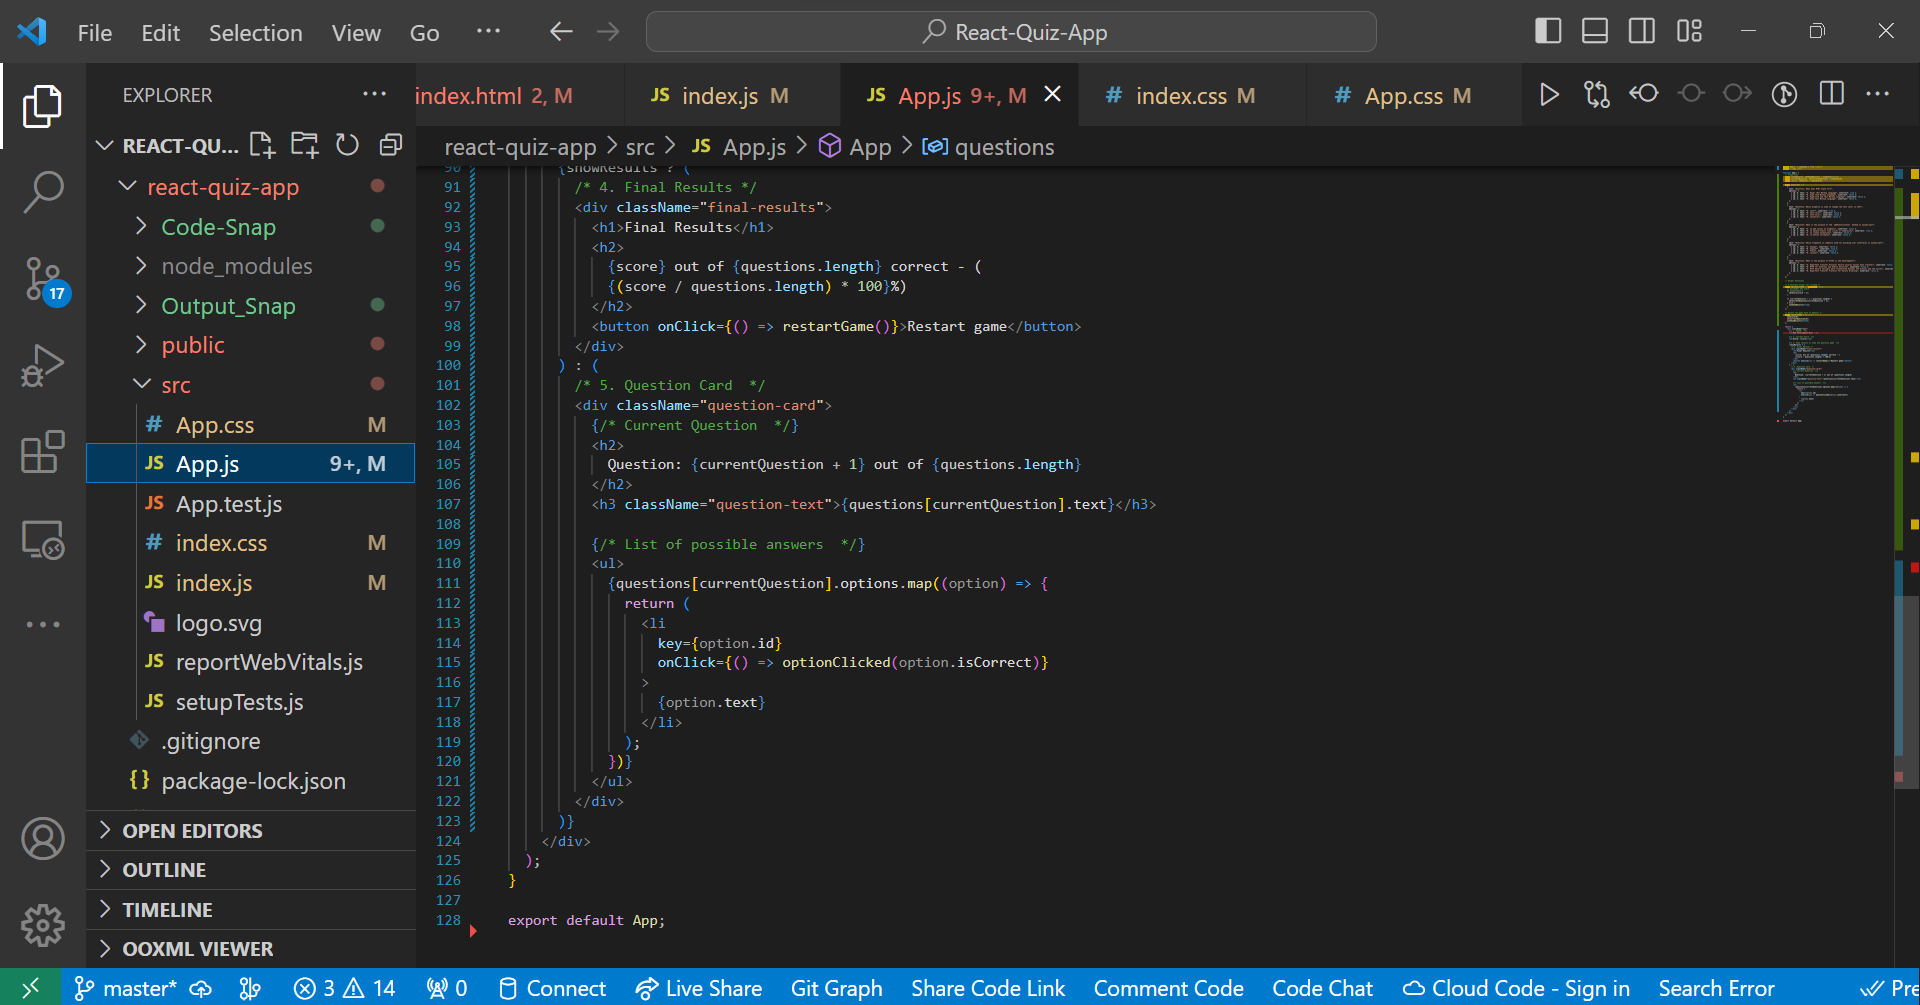 File Edit Selection View Go ··· React-Quiz-App
EXPLORER ···
REACT-QU...
react-quiz-app
Code-Snap
node_modules
Output_Snap
public
src
# App.css M
JS App.js 9+, M
JS App.test.js
# index.css M
JS index.js M
logo.svg
JS reportWebVitals.js
JS setupTests.js
.gitignore
{} package-lock.json
OPEN EDITORS
OUTLINE
TIMELINE
OOXML VIEWER
17
index.html 2, M JS index.js M JS App.js 9+, M # index.css M # App.css M
react-quiz-app > src > JS App.js > App > questions
90 {showResults ? (
91 /* 4. Final Results */
92 <div className="final-results">
93 <h1>Final Results</h1>
94 <h2>
95 {score} out of {questions.length} correct - (
96 {(score / questions.length) * 100}%)
97 </h2>
98 <button onClick={() => restartGame()}>Restart game</button>
99 </div>
100 ) : (
101 /* 5. Question Card  */
102 <div className="question-card">
103 {/* Current Question  */}
104 <h2>
105 Question: {currentQuestion + 1} out of {questions.length}
106 </h2>
107 <h3 className="question-text">{questions[currentQuestion].text}</h3>
108
109 {/* List of possible answers  */}
110 <ul>
111 {questions[currentQuestion].options.map((option) => {
112 return (
113 <li
114 key={option.id}
115 onClick={() => optionClicked(option.isCorrect)}
116 >
117 {option.text}
118 </li>
119 );
120 })}
121 </ul>
122 </div>
123 )}
124 </div>
125 );
126 }
127
128 export default App;
master* 3 14 0 Connect Live Share Git Graph Share Code Link Comment Code Code Chat Cloud Code - Sign in Search Error Pre